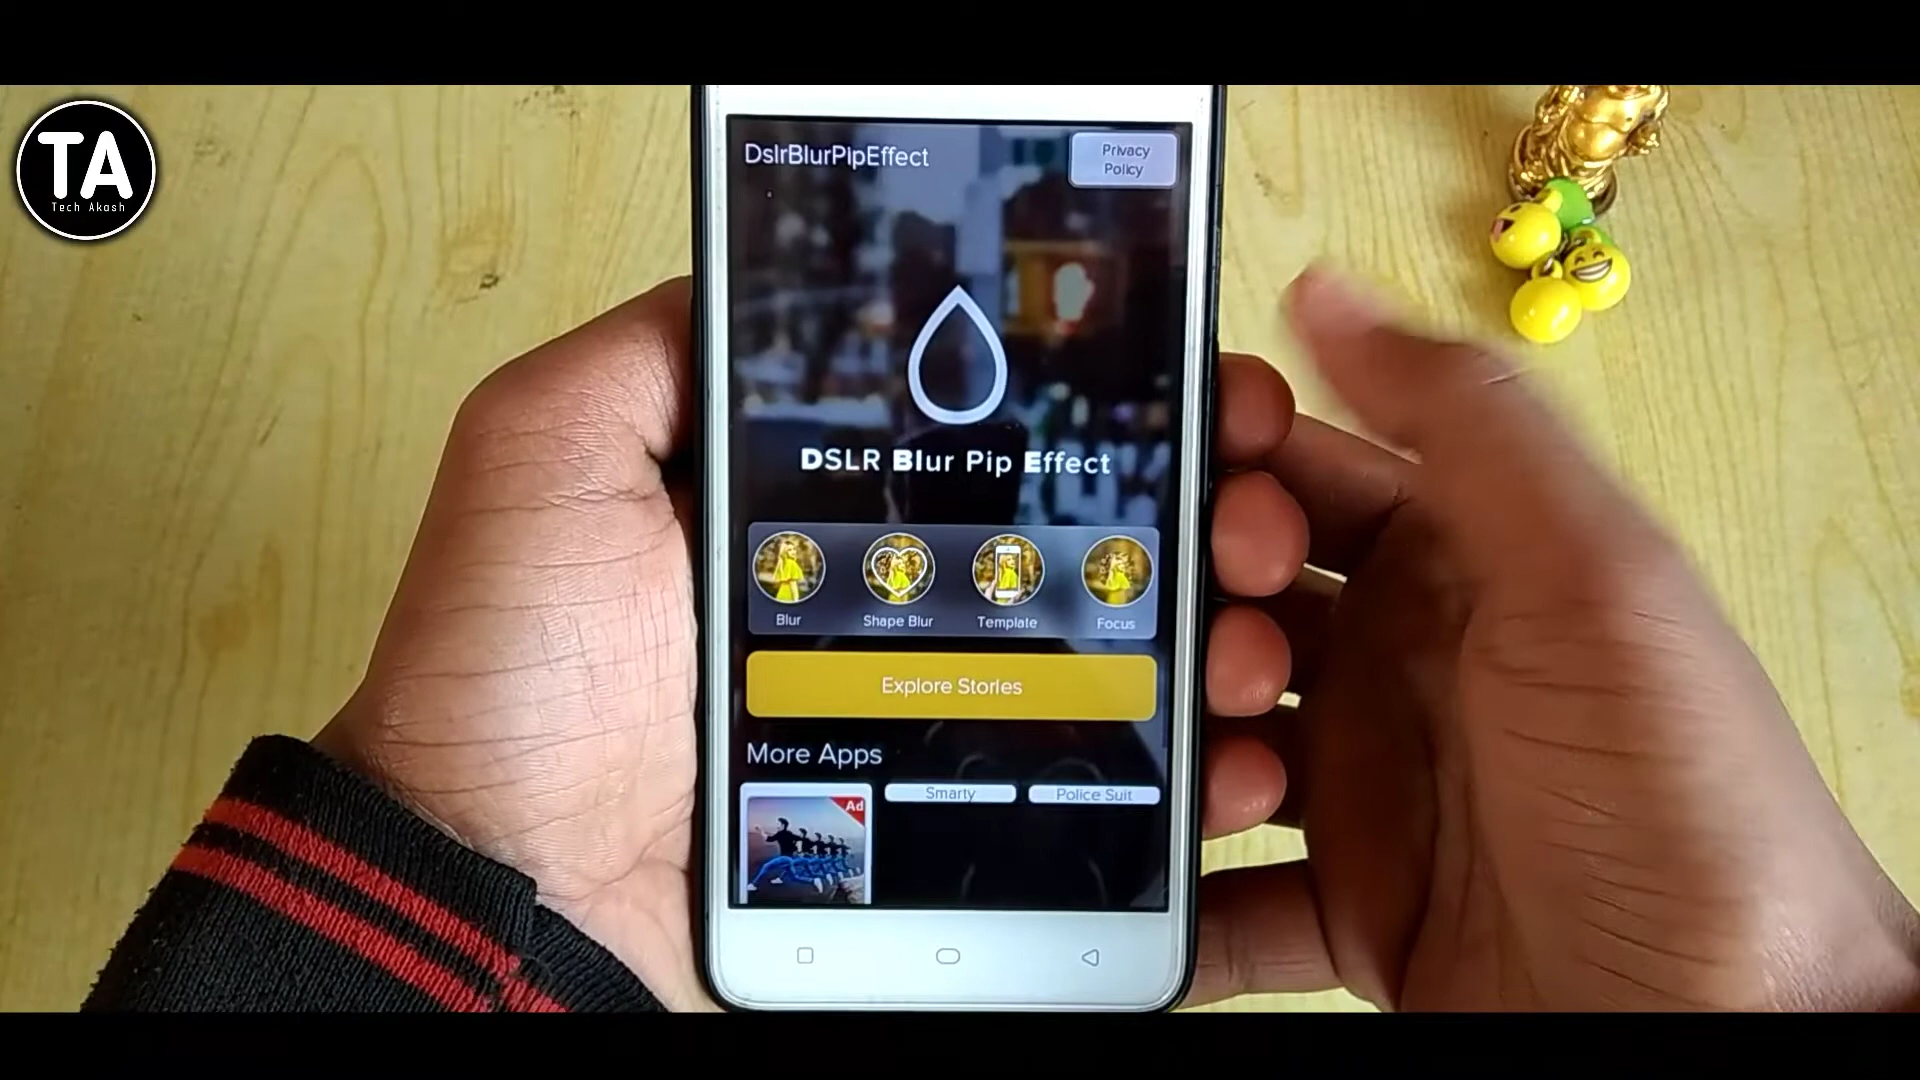 TA
Tech Akash
DslrBlurPipEffect
Privacy
Policy
DSLR Blur Pip Effect
Blur
Shape Blur
Template
Focus
Explore Stories
More Apps
Ad
Smarty
Police Suit